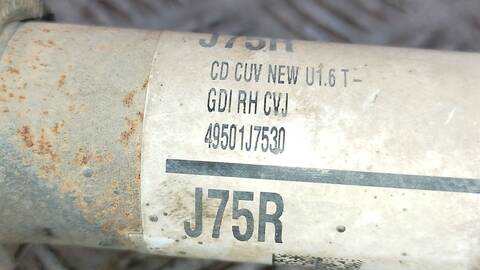 J75R
CD CUV NEW U1.6 T-
GDI RH CVJ
49501J7530
J75R